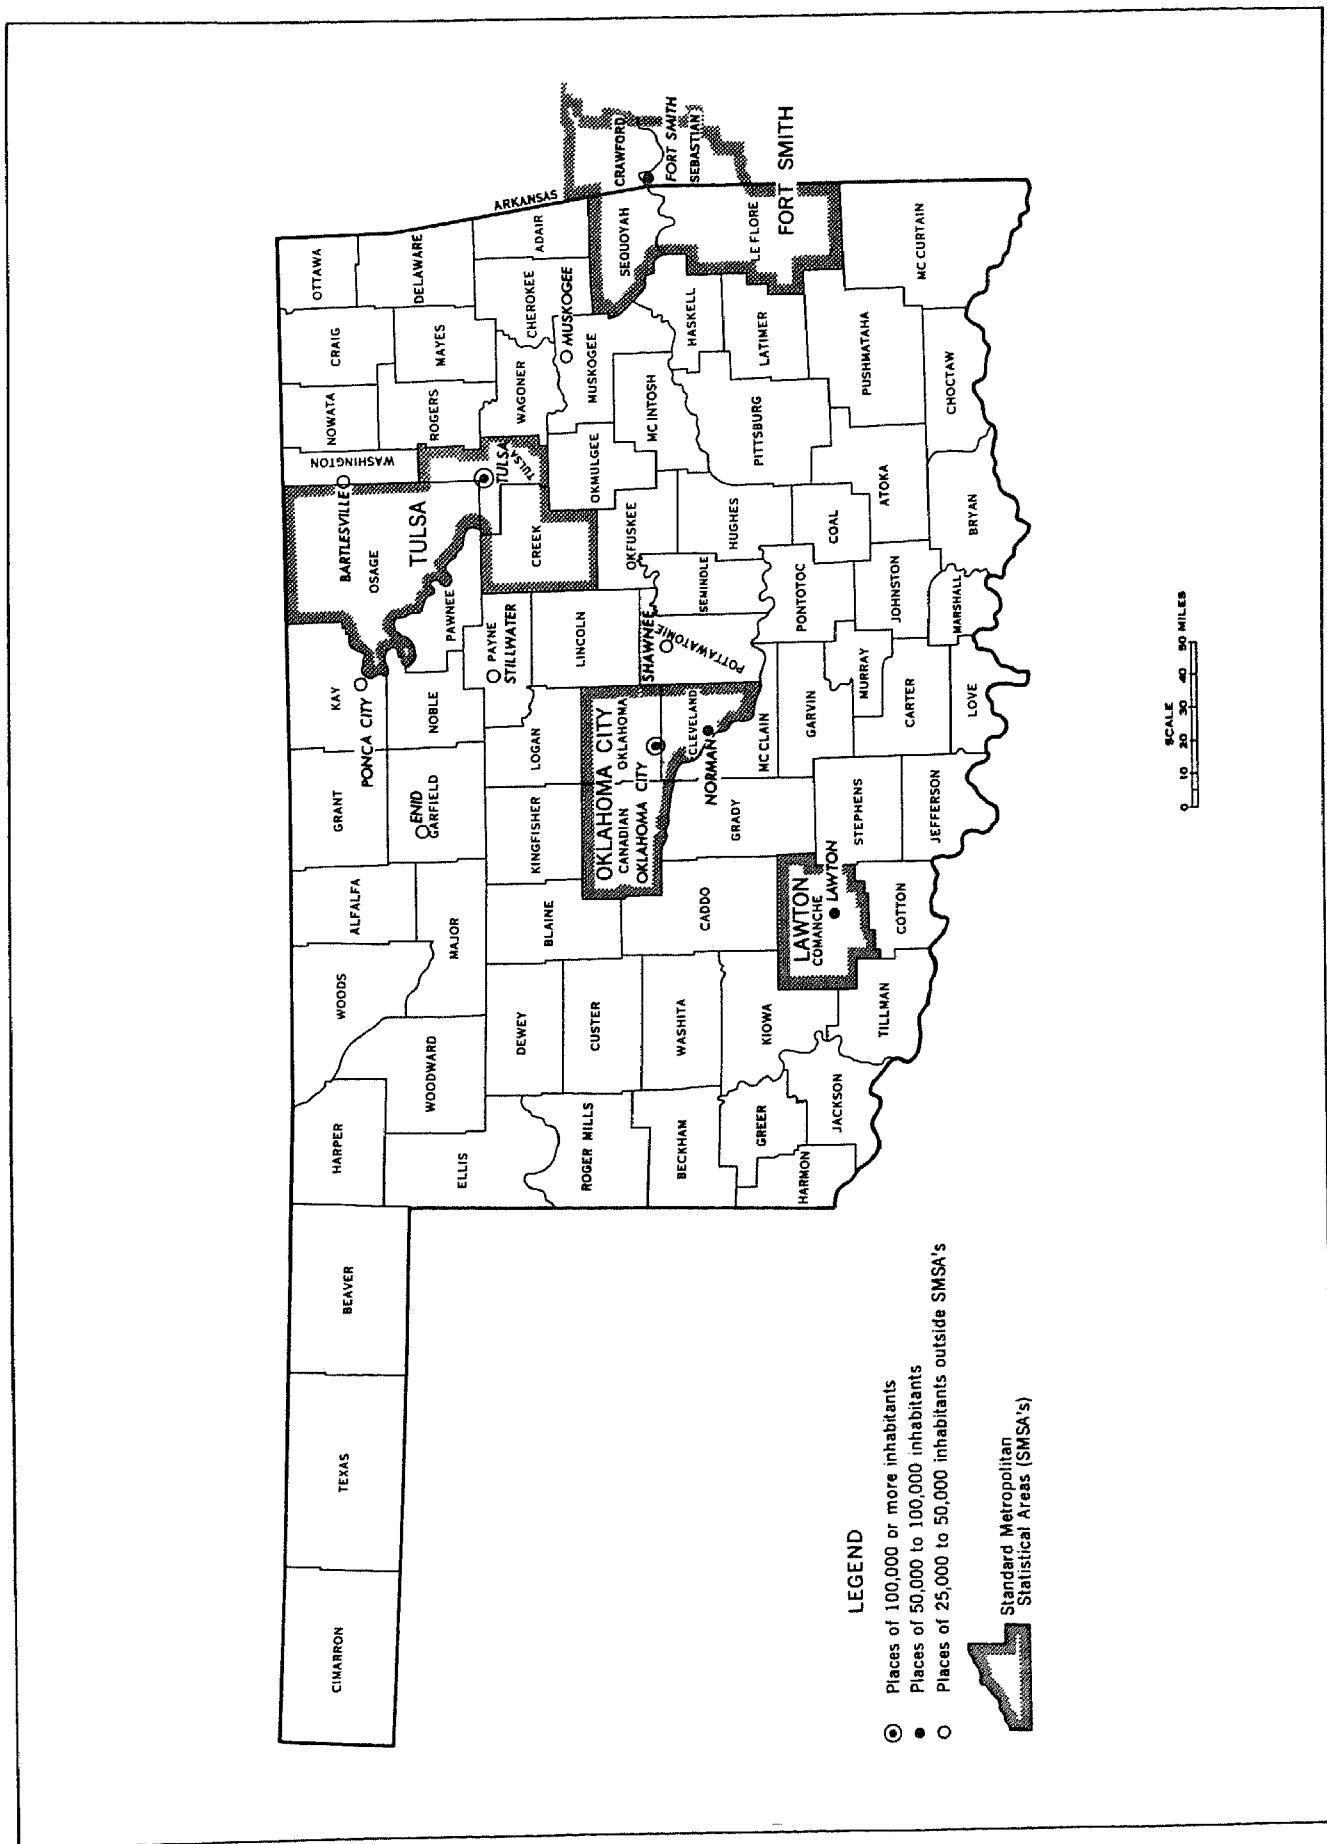 CIMARRON
TEXAS
BEAVER
HARPER
WOODS
ALFALFA
GRANT
KAY
PONCA CITY
OSAGE
BARTLESVILLE
WASHINGTON
NOWATA
CRAIG
OTTAWA
ELLIS
WOODWARD
MAJOR
ENID
GARFIELD
NOBLE
PAWNEE
TULSA
ROGERS
MAYES
DELAWARE
DEWEY
BLAINE
KINGFISHER
LOGAN
PAYNE
STILLWATER
CREEK
TULSA
TULSA
WAGONER
CHEROKEE
ADAIR
ARKANSAS
ROGER MILLS
CUSTER
OKLAHOMA CITY
CANADIAN
OKLAHOMA
OKLAHOMA CITY
LINCOLN
OKFUSKEE
OKMULGEE
MUSKOGEE
MUSKOGEE
SEQUOYAH
CRAWFORD
FORT SMITH
SEBASTIAN
BECKHAM
WASHITA
CADDO
GRADY
CLEVELAND
NORMAN
MC CLAIN
SHAWNEE
POTTAWATOMIE
SEMINOLE
HUGHES
MC INTOSH
HASKELL
LE FLORE
FORT SMITH
GREER
KIOWA
LAWTON
COMANCHE
LAWTON
STEPHENS
GARVIN
PONTOTOC
COAL
PITTSBURG
LATIMER
HARMON
JACKSON
TILLMAN
COTTON
JEFFERSON
MURRAY
CARTER
JOHNSTON
ATOKA
PUSHMATAHA
MC CURTAIN
LOVE
MARSHALL
BRYAN
CHOCTAW
LEGEND
Places of 100,000 or more inhabitants
Places of 50,000 to 100,000 inhabitants
Places of 25,000 to 50,000 inhabitants outside SMSA's
Standard Metropolitan
Statistical Areas (SMSA's)
SCALE
0 10 20 30 40 50 MILES